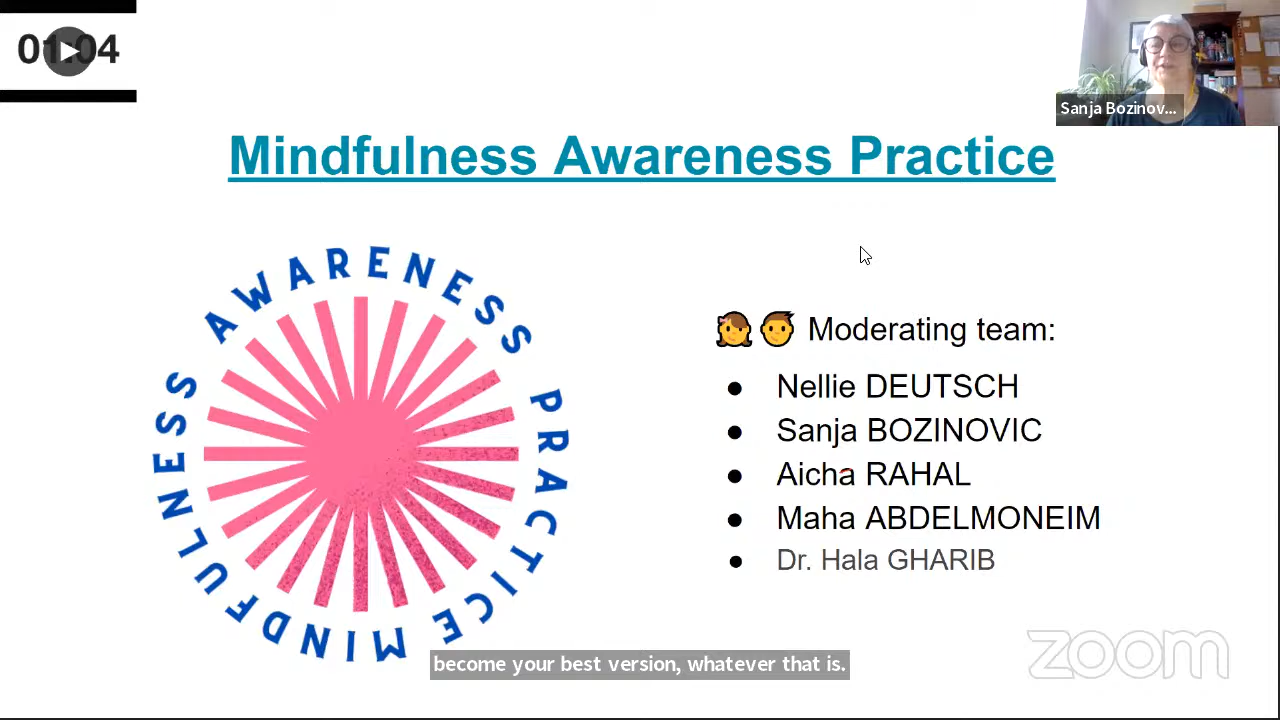 01:04
Sanja Bozinov...
Mindfulness Awareness Practice
MINDFULNESS AWARENESS PRACTICE
Moderating team:
● Nellie DEUTSCH
● Sanja BOZINOVIC
● Aicha RAHAL
● Maha ABDELMONEIM
● Dr. Hala GHARIB
become your best version, whatever that is.
zoom